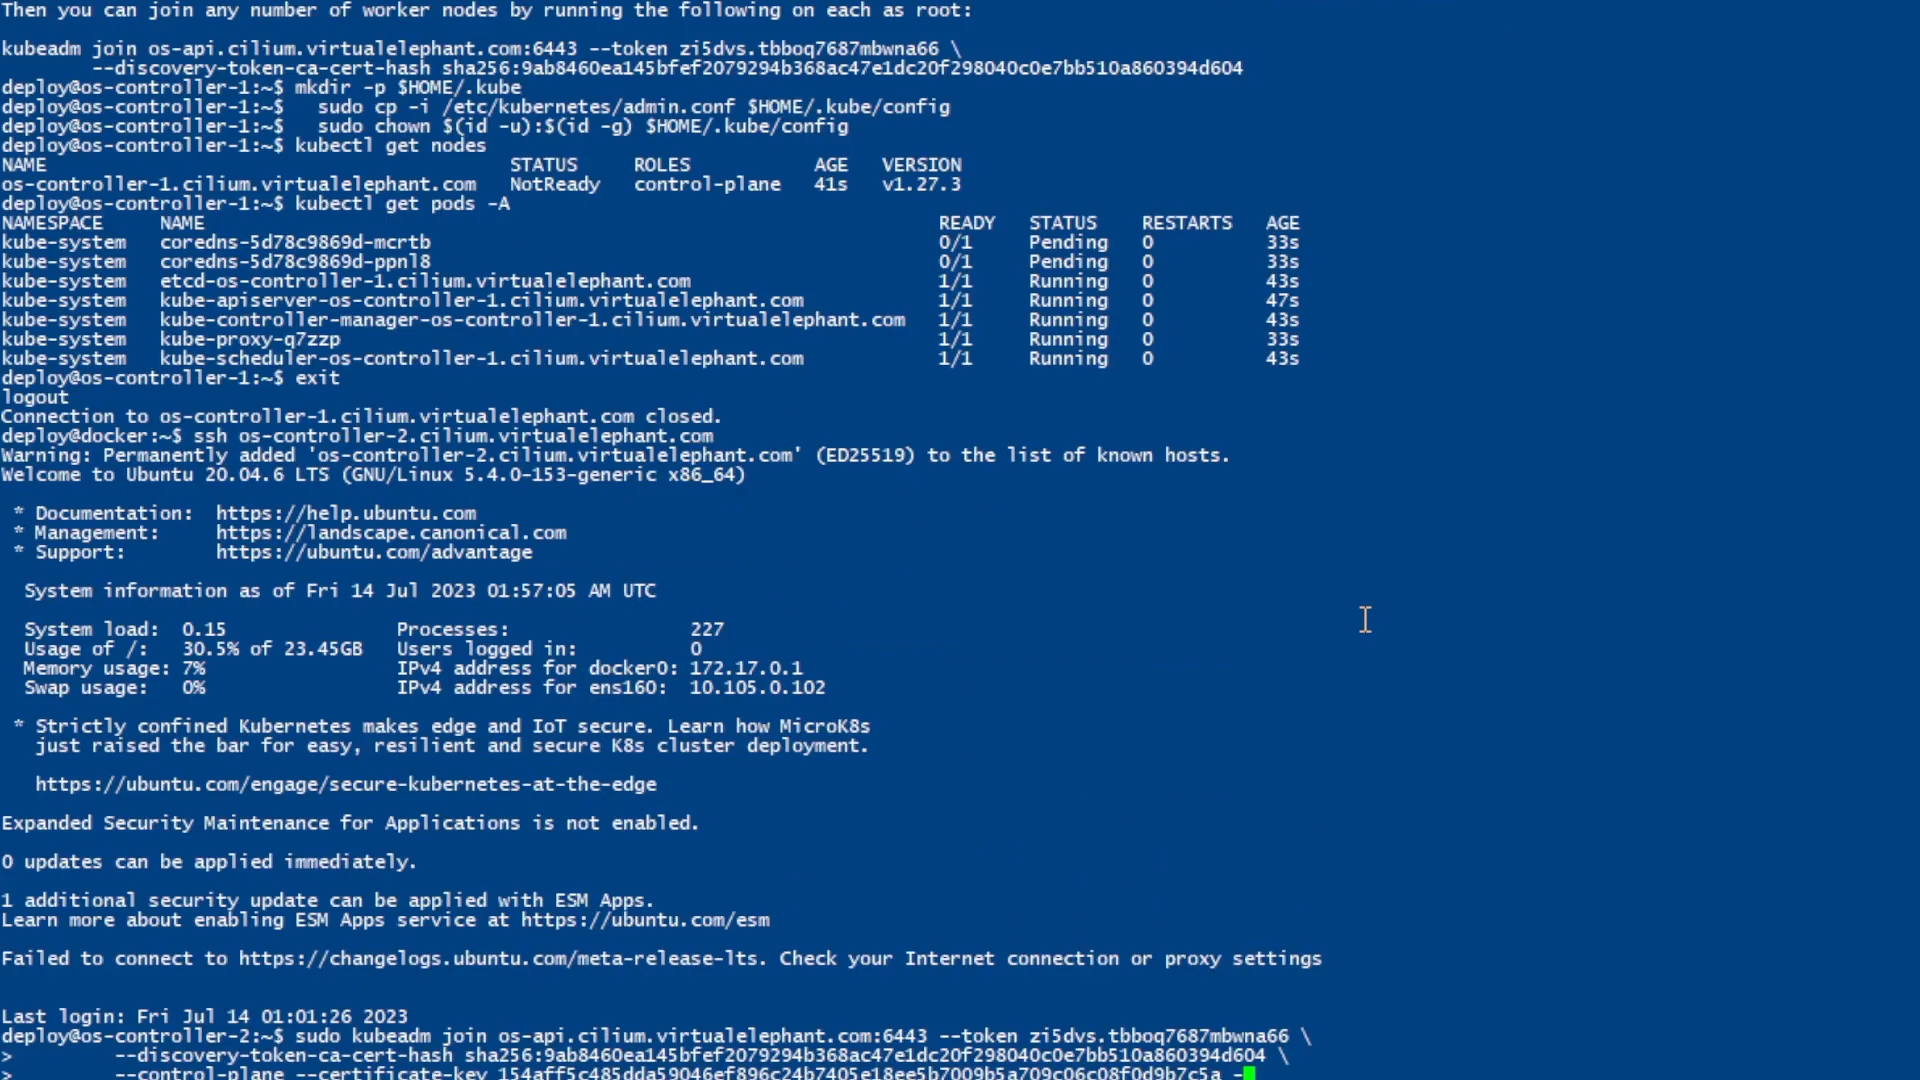 Then you can join any number of worker nodes by running the following on each as root:
kubeadm join os-api.cilium.virtualelephant.com:6443 --token zi5dvs.tbboq7687mbwna66 \
--discovery-token-ca-cert-hash sha256:9ab8460ea145bfef2079294b368ac47e1dc20f298040c0e7bb510a860394d604
deploy@os-controller-1:~$ mkdir -p $HOME/.kube
deploy@os-controller-1:~$   sudo cp -i /etc/kubernetes/admin.conf $HOME/.kube/config
deploy@os-controller-1:~$   sudo chown $(id -u):$(id -g) $HOME/.kube/config
deploy@os-controller-1:~$ kubectl get nodes
NAME STATUS ROLES AGE VERSION
os-controller-1.cilium.virtualelephant.com NotReady control-plane 41s v1.27.3
deploy@os-controller-1:~$ kubectl get pods -A
NAMESPACE NAME READY STATUS RESTARTS AGE
kube-system coredns-5d78c9869d-mcrtb 0/1 Pending 0 33s
kube-system coredns-5d78c9869d-ppnl8 0/1 Pending 0 33s
kube-system etcd-os-controller-1.cilium.virtualelephant.com 1/1 Running 0 43s
kube-system kube-apiserver-os-controller-1.cilium.virtualelephant.com 1/1 Running 0 47s
kube-system kube-controller-manager-os-controller-1.cilium.virtualelephant.com 1/1 Running 0 43s
kube-system kube-proxy-q7zzp 1/1 Running 0 33s
kube-system kube-scheduler-os-controller-1.cilium.virtualelephant.com 1/1 Running 0 43s
deploy@os-controller-1:~$ exit
logout
Connection to os-controller-1.cilium.virtualelephant.com closed.
deploy@docker:~$ ssh os-controller-2.cilium.virtualelephant.com
Warning: Permanently added 'os-controller-2.cilium.virtualelephant.com' (ED25519) to the list of known hosts.
Welcome to Ubuntu 20.04.6 LTS (GNU/Linux 5.4.0-153-generic x86_64)
* Documentation: https://help.ubuntu.com
* Management: https://landscape.canonical.com
* Support: https://ubuntu.com/advantage
System information as of Fri 14 Jul 2023 01:57:05 AM UTC
System load: 0.15 Processes: 227
Usage of /: 30.5% of 23.45GB Users logged in: 0
Memory usage: 7% IPv4 address for docker0: 172.17.0.1
Swap usage: 0% IPv4 address for ens160: 10.105.0.102
* Strictly confined Kubernetes makes edge and IoT secure. Learn how MicroK8s
just raised the bar for easy, resilient and secure K8s cluster deployment.
https://ubuntu.com/engage/secure-kubernetes-at-the-edge
Expanded Security Maintenance for Applications is not enabled.
0 updates can be applied immediately.
1 additional security update can be applied with ESM Apps.
Learn more about enabling ESM Apps service at https://ubuntu.com/esm
Failed to connect to https://changelogs.ubuntu.com/meta-release-lts. Check your Internet connection or proxy settings
Last login: Fri Jul 14 01:01:26 2023
deploy@os-controller-2:~$ sudo kubeadm join os-api.cilium.virtualelephant.com:6443 --token zi5dvs.tbboq7687mbwna66 \
> --discovery-token-ca-cert-hash sha256:9ab8460ea145bfef2079294b368ac47e1dc20f298040c0e7bb510a860394d604 \
> --control-plane --certificate-key 154aff5c485dda59046ef896c24b7405e18ee5b7009b5a709c06c08f0d9b7c5a -